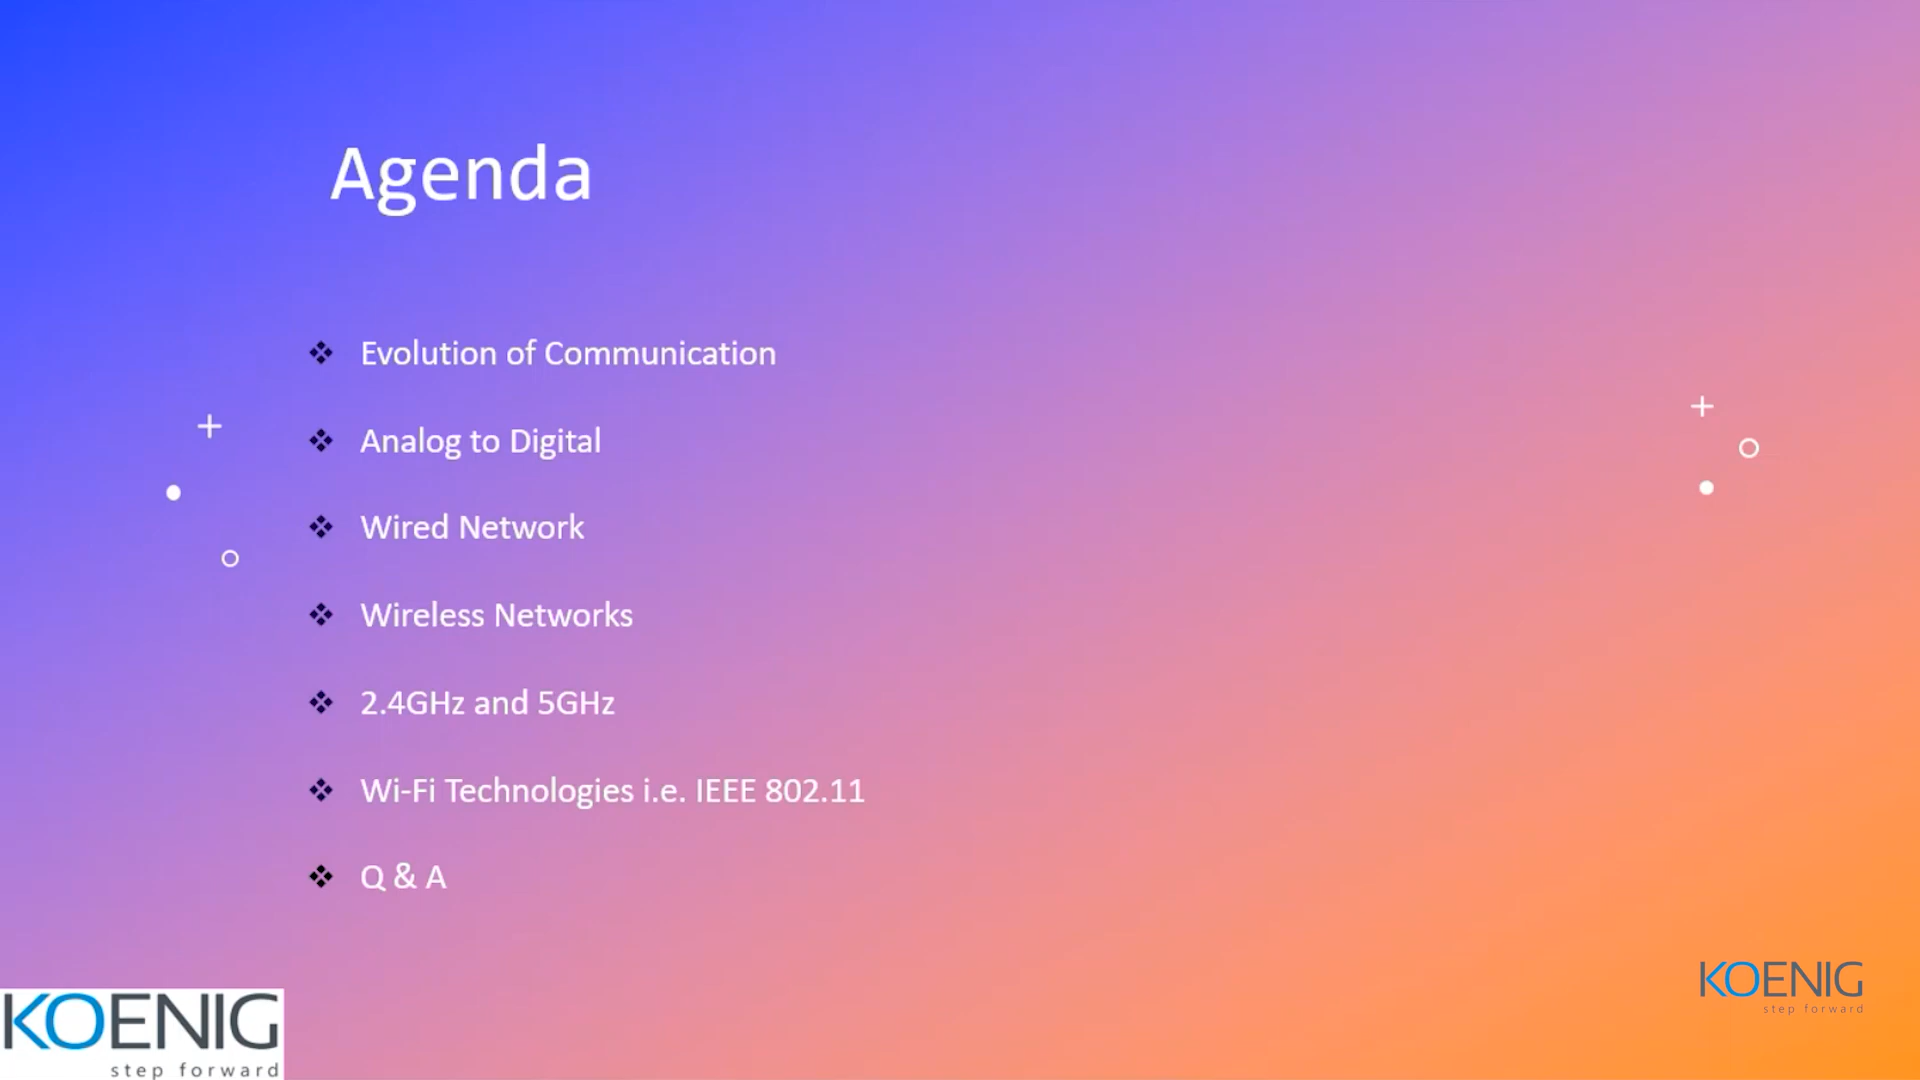 Agenda
Evolution of Communication
Analog to Digital
Wired Network
Wireless Networks
2.4GHz and 5GHz
Wi-Fi Technologies i.e. IEEE 802.11
Q & A
KOENIG
step forward
KOENIG
step forward